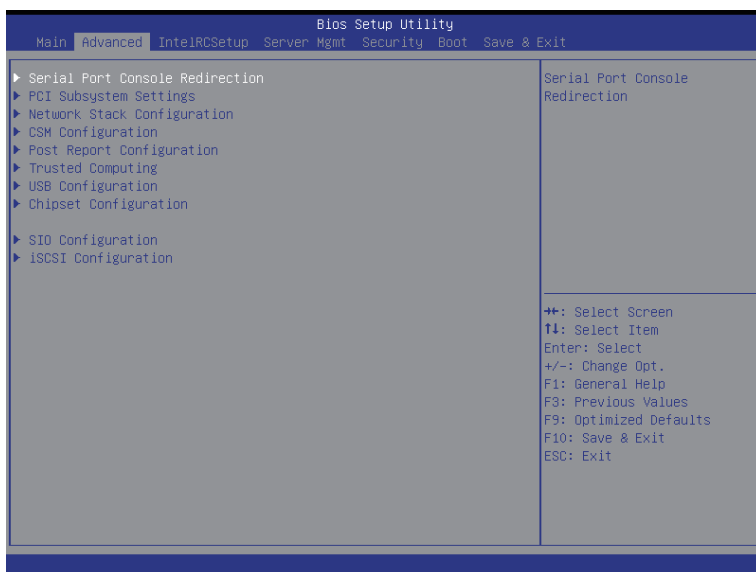 Bios Setup Utility
Main Advanced IntelRCSetup Server Mgmt Security Boot Save & Exit
Serial Port Console Redirection
PCI Subsystem Settings
Network Stack Configuration
CSM Configuration
Post Report Configuration
Trusted Computing
USB Configuration
Chipset Configuration
SIO Configuration
iSCSI Configuration
Serial Port Console
Redirection
→←: Select Screen
↑↓: Select Item
Enter: Select
+/-: Change Opt.
F1: General Help
F3: Previous Values
F9: Optimized Defaults
F10: Save & Exit
ESC: Exit